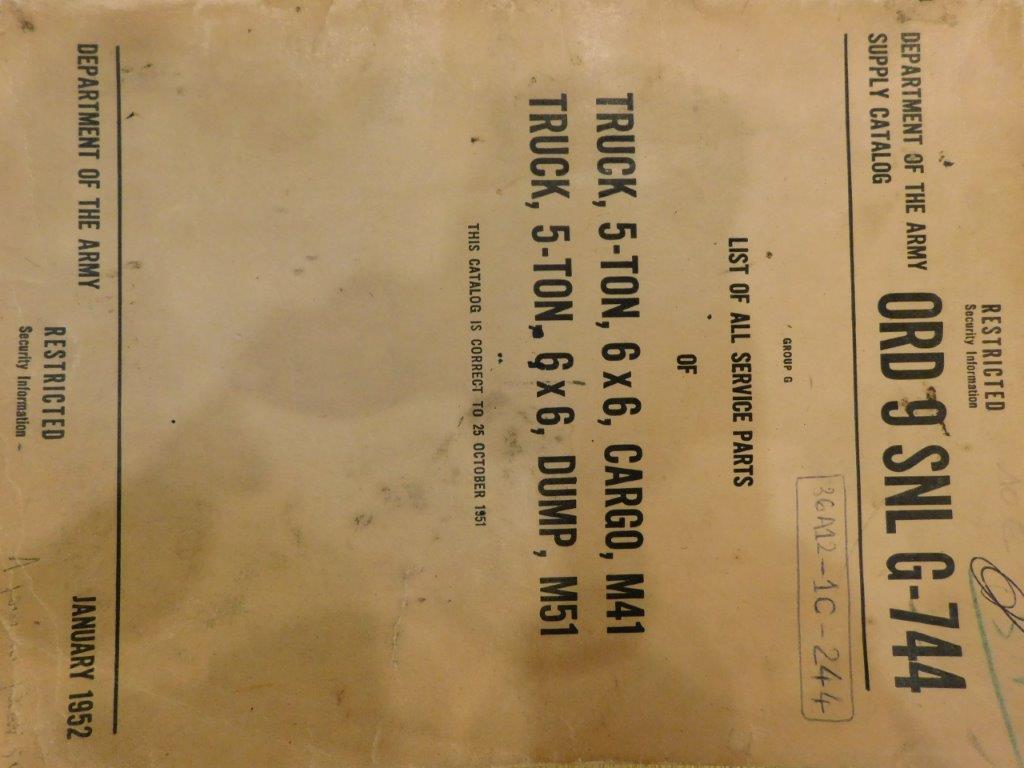 RESTRICTED
Security Information
DEPARTMENT OF THE ARMY
SUPPLY CATALOG
ORD 9 SNL G-744
36A12-1C-244
GROUP G
LIST OF ALL SERVICE PARTS
OF
TRUCK, 5-TON, 6 x 6, CARGO, M41
TRUCK, 5-TON, 6 x 6, DUMP, M51
THIS CATALOG IS CORRECT TO 25 OCTOBER 1951
DEPARTMENT OF THE ARMY
JANUARY 1952
RESTRICTED
Security Information